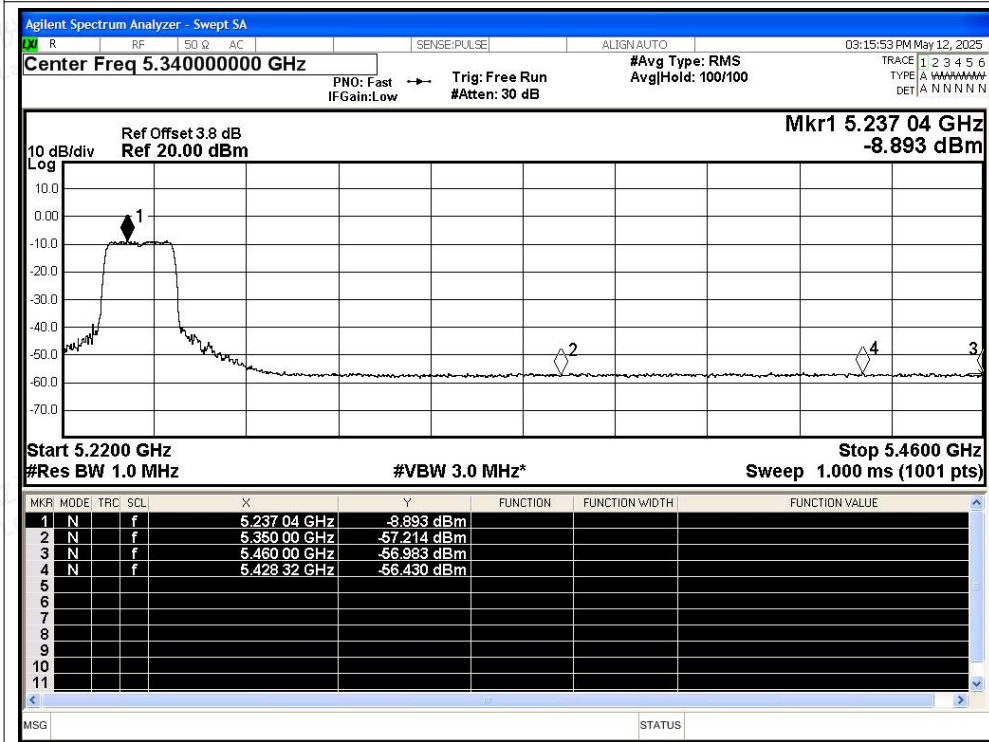 Agilent Spectrum Analyzer - Swept SA
LXI R RF 50 Ω AC SENSE:PULSE ALIGNAUTO 03:15:53 PM May 12, 2025
Center Freq 5.340000000 GHz
PNO: Fast Trig: Free Run #Avg Type: RMS TRACE 1 2 3 4 5 6
IFGain:Low #Atten: 30 dB Avg|Hold: 100/100 TYPE A WWWWW
DET A N N N N N
Ref Offset 3.8 dB Mkr1 5.237 04 GHz
10 dB/div Ref 20.00 dBm -8.893 dBm
Log
10.0
0.00
1
-10.0
-20.0
-30.0
-40.0
-50.0
2 4 3
-60.0
-70.0
Start 5.2200 GHz Stop 5.4600 GHz
#Res BW 1.0 MHz #VBW 3.0 MHz* Sweep 1.000 ms (1001 pts)
MKR MODE TRC SCL X Y FUNCTION FUNCTION WIDTH FUNCTION VALUE
1 N f 5.237 04 GHz -8.893 dBm
2 N f 5.350 00 GHz -57.214 dBm
3 N f 5.460 00 GHz -56.983 dBm
4 N f 5.428 32 GHz -56.430 dBm
5
6
7
8
9
10
11
MSG STATUS